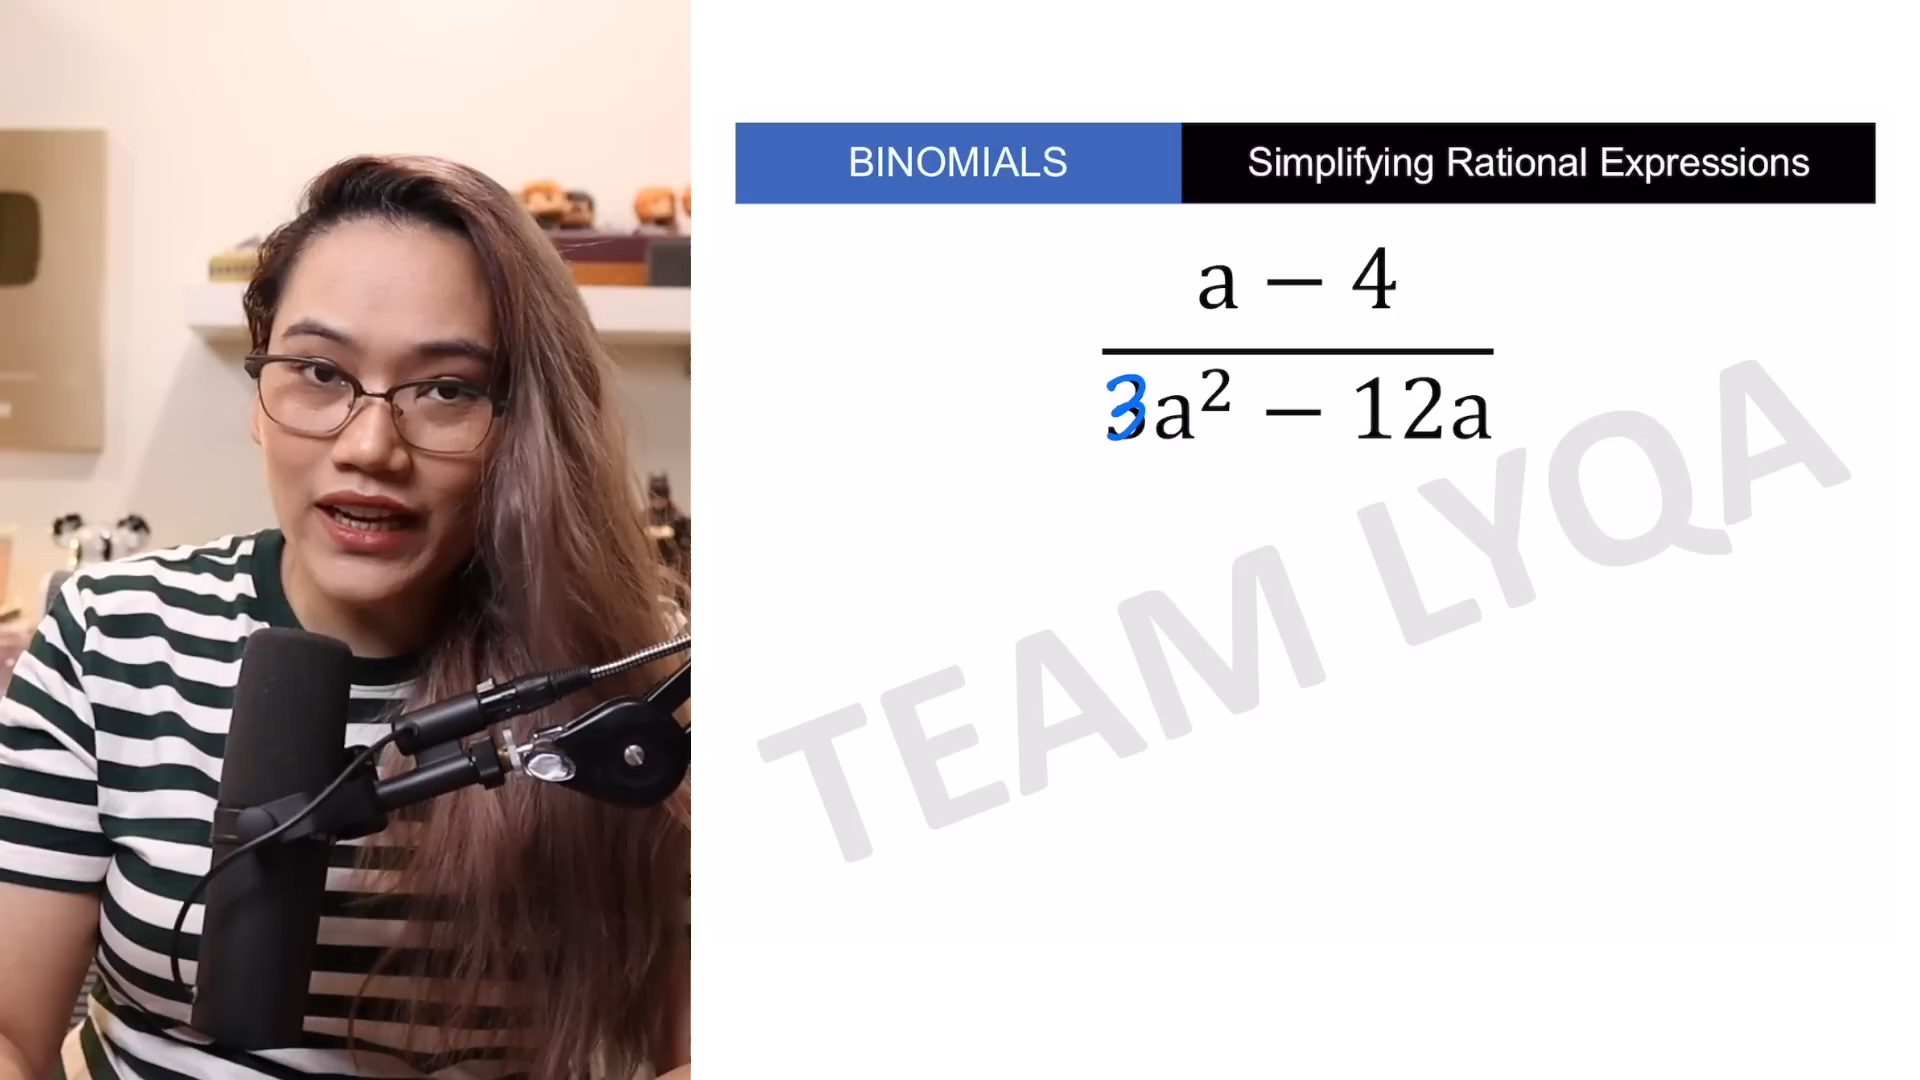 BINOMIALS Simplifying Rational Expressions
a − 4
3a² − 12a
TEAM LYQA